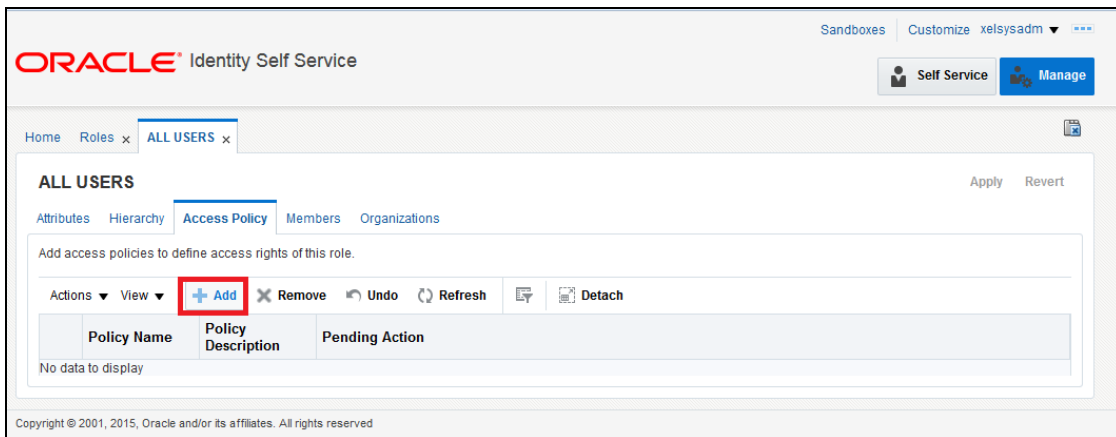 Sandboxes Customize xelsysadm
ORACLE® Identity Self Service
Self Service Manage
Home Roles x ALL USERS x
ALL USERS
Apply Revert
Attributes Hierarchy Access Policy Members Organizations
Add access policies to define access rights of this role.
Actions View Add Remove Undo Refresh Detach
Policy Name Policy Description Pending Action
No data to display
Copyright © 2001, 2015, Oracle and/or its affiliates. All rights reserved